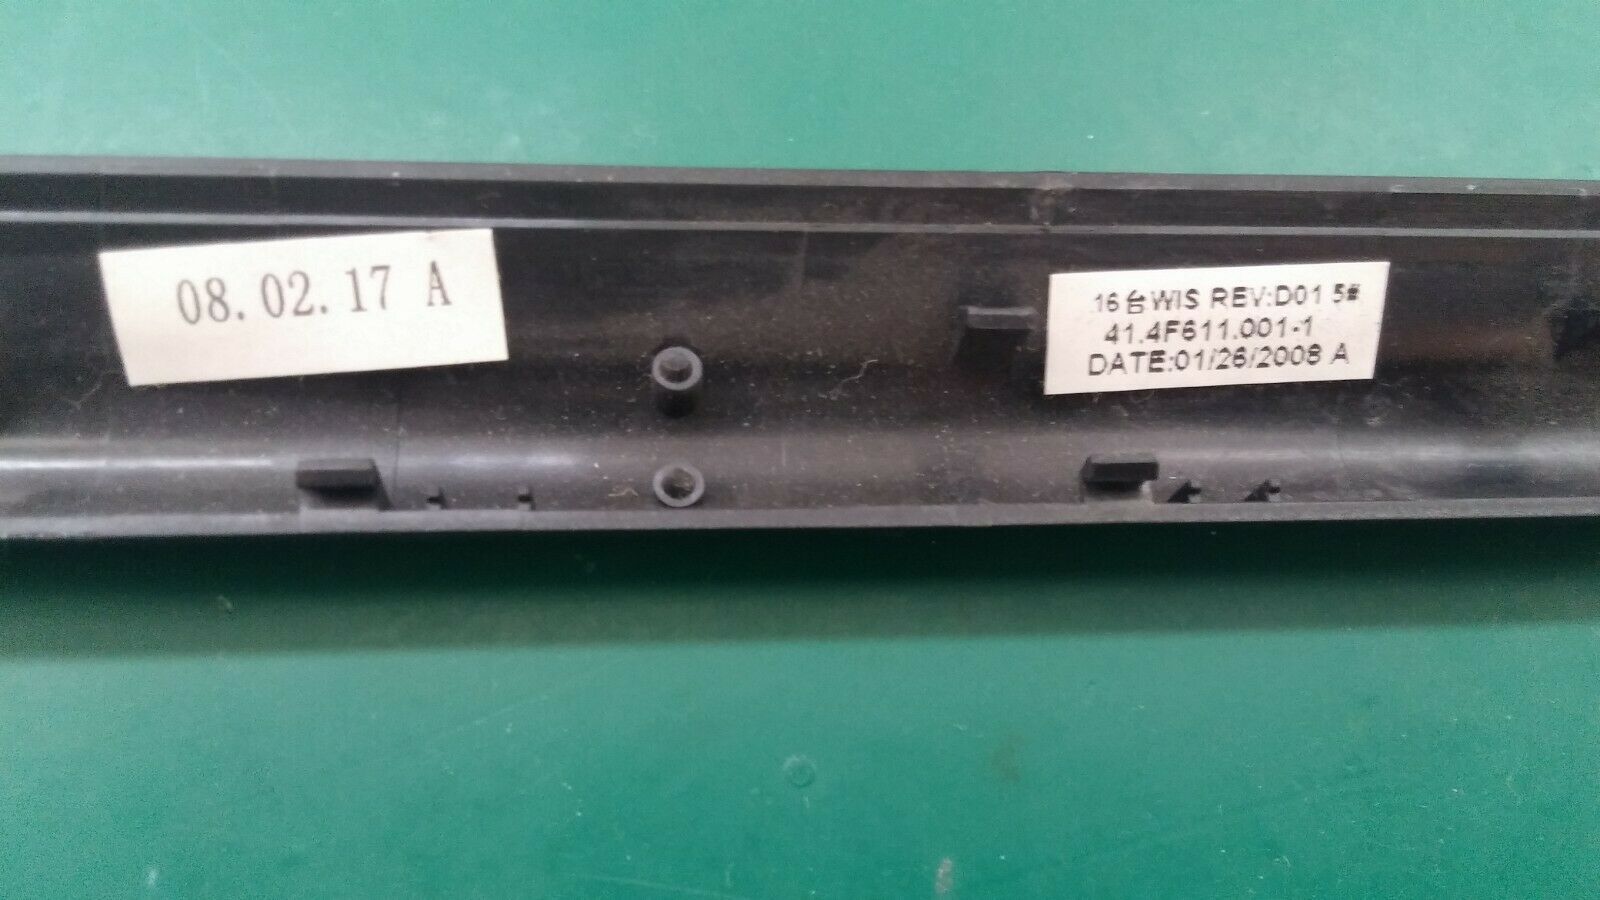 08.02.17 A
16台WIS REV:D01 5#
41.4F611.001-1
DATE:01/26/2008 A